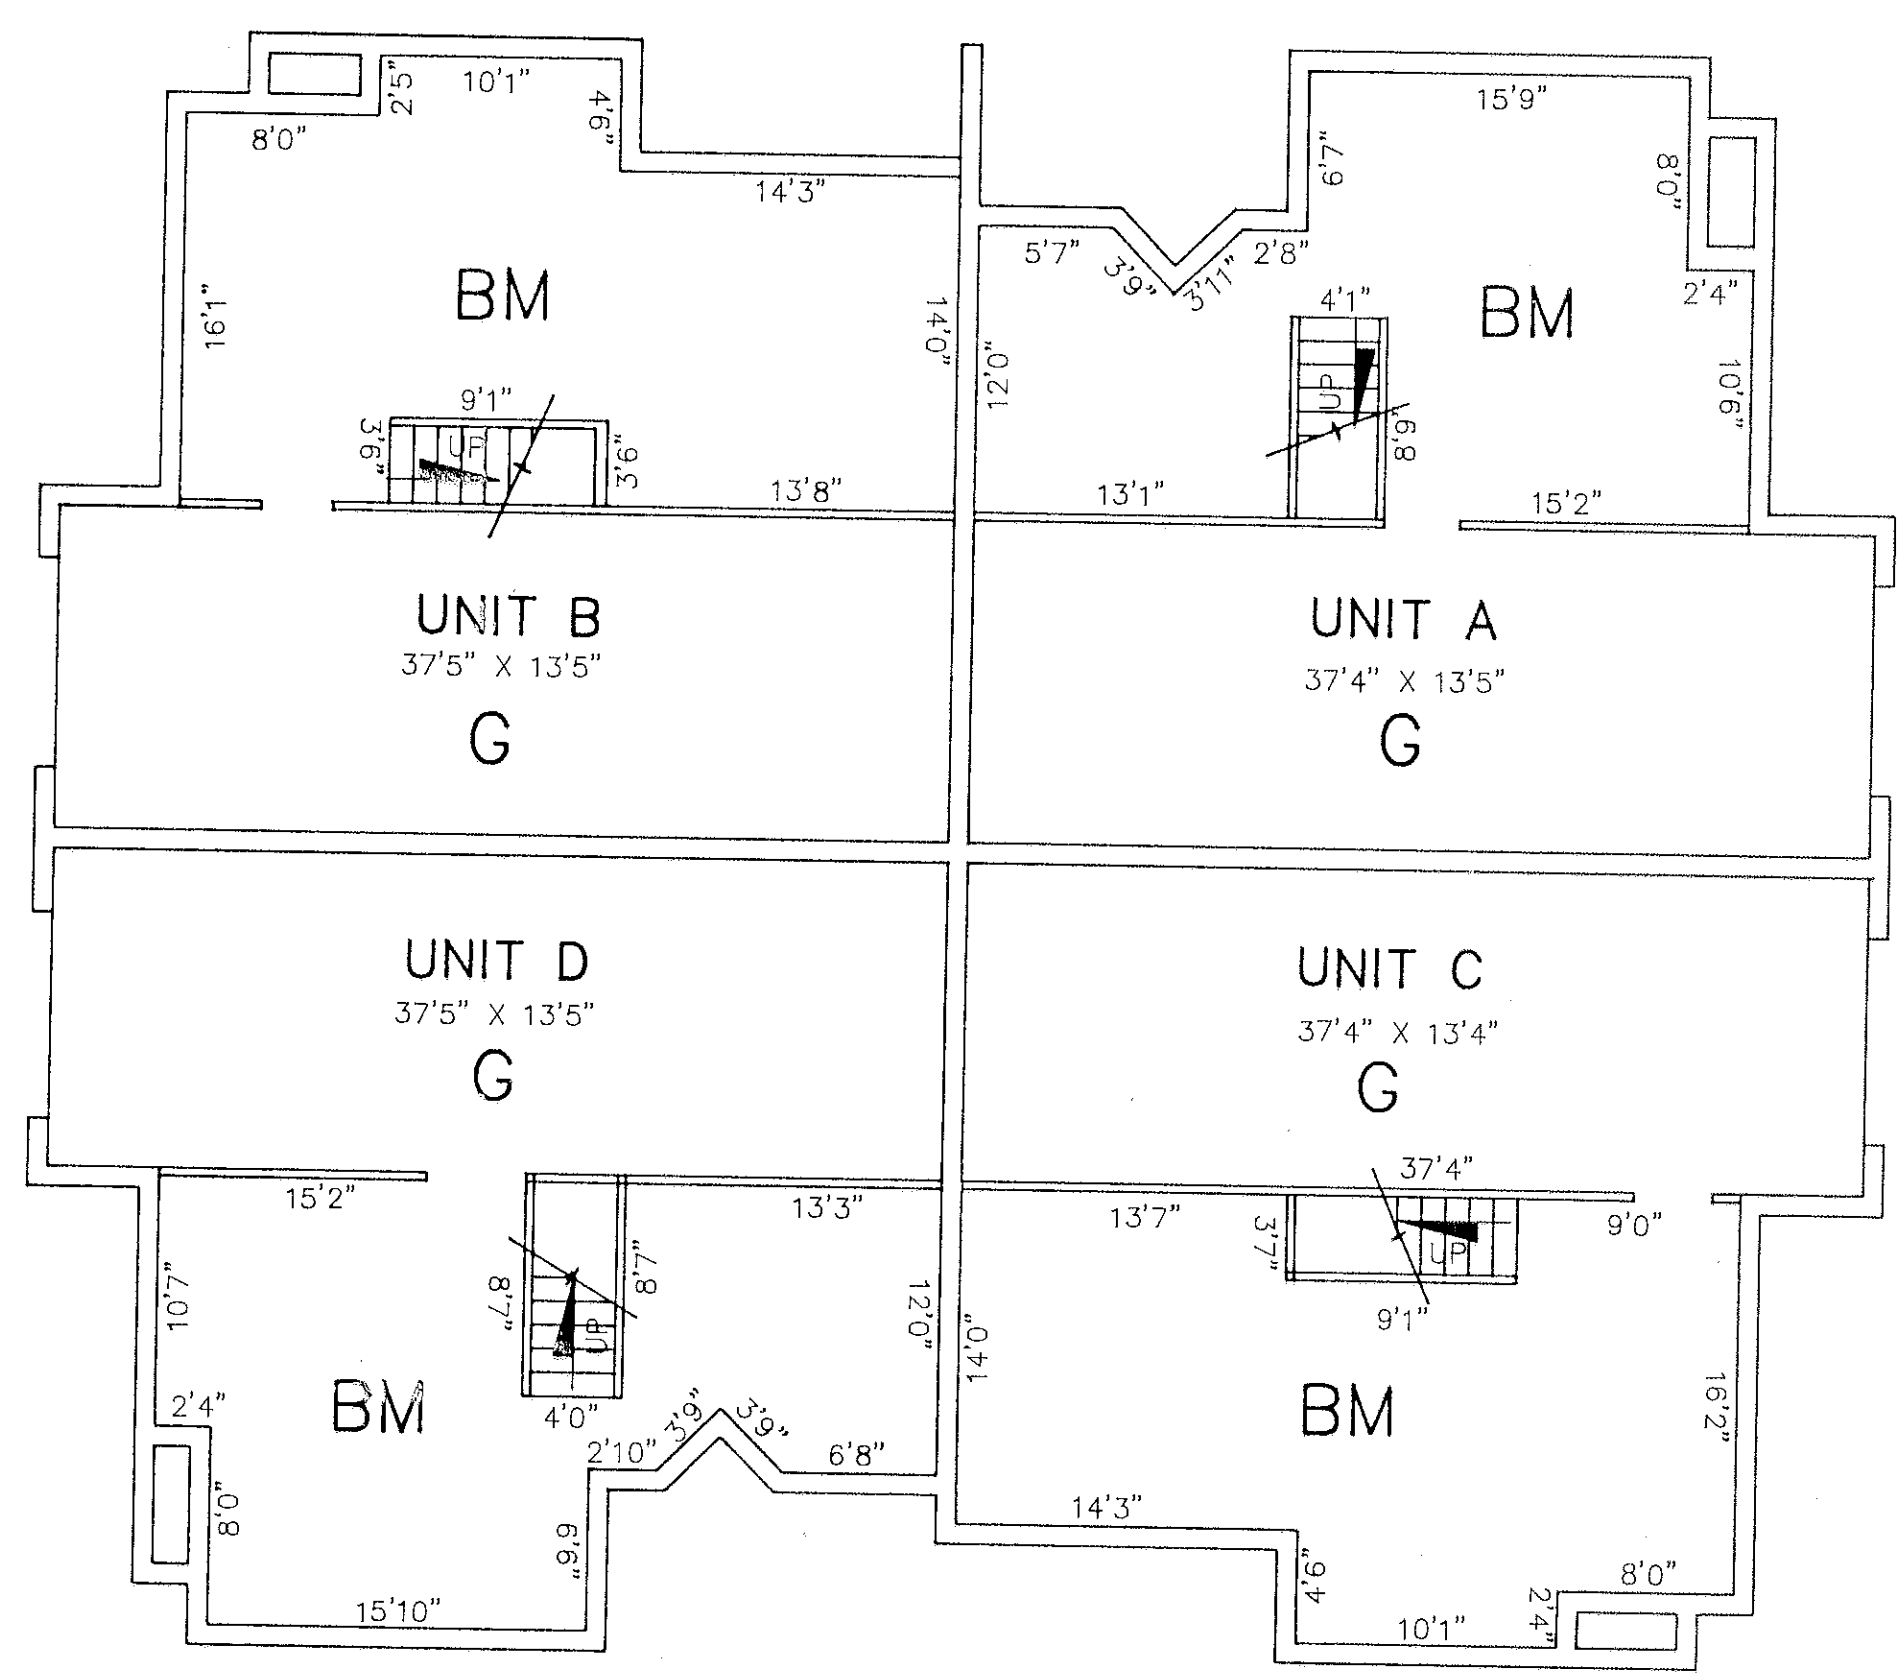 10'1"
2'5"
4'6"
8'0"
14'3"
16'1"
BM
14'0"
9'1"
3'6"
UP
3'6"
13'8"
15'9"
6'7"
8'0"
5'7"
3'9"
3'11"
2'8"
4'1"
BM
2'4"
12'0"
UP
10'6"
8'9"
13'1"
15'2"
UNIT B
37'5" X 13'5"
G
UNIT A
37'4" X 13'5"
G
UNIT D
37'5" X 13'5"
G
UNIT C
37'4" X 13'4"
G
15'2"
13'3"
10'7"
8'7"
8'7"
UP
12'0"
2'4"
BM
4'0"
3'9"
3'9"
2'10"
6'8"
8'0"
6'6"
15'10"
37'4"
13'7"
3'7"
UP
9'0"
9'1"
14'0"
BM
16'2"
14'3"
4'6"
8'0"
2'4"
10'1"